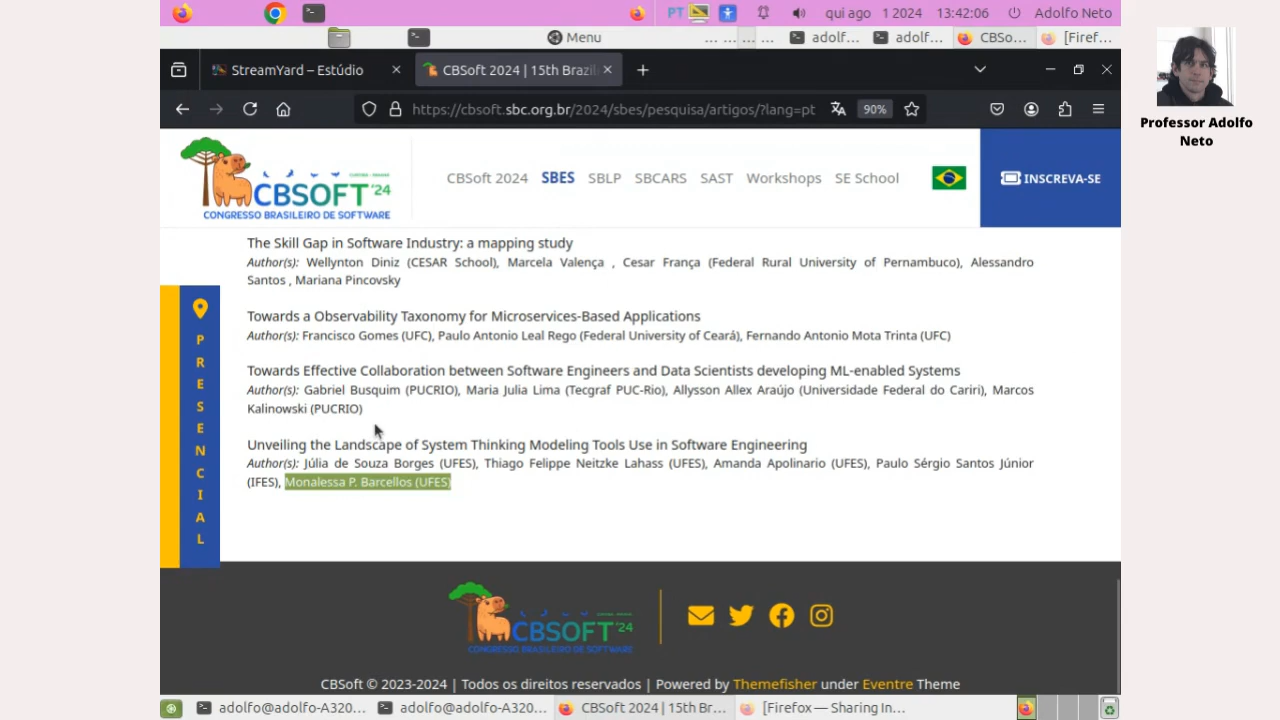 PT
qui ago 1 2024 13:42:06
Adolfo Neto
Menu
... ... ... ...
adolf...
adolf...
CBSo...
[Firef...
StreamYard — Estúdio
CBSoft 2024 | 15th Brazil
https://cbsoft.sbc.org.br/2024/sbes/pesquisa/artigos/?lang=pt
90%
Professor Adolfo
Neto
CBSOFT '24
CONGRESSO BRASILEIRO DE SOFTWARE
CBSOFT 2024
SBES
SBLP
SBCARS
SAST
Workshops
SE School
INSCREVA-SE
The Skill Gap in Software Industry: a mapping study
Author(s): Wellynton Diniz (CESAR School), Marcela Valença , Cesar França (Federal Rural University of Pernambuco), Alessandro
Santos , Mariana Pincovsky
Towards a Observability Taxonomy for Microservices-Based Applications
Author(s): Francisco Gomes (UFC), Paulo Antonio Leal Rego (Federal University of Ceará), Fernando Antonio Mota Trinta (UFC)
Towards Effective Collaboration between Software Engineers and Data Scientists developing ML-enabled Systems
Author(s): Gabriel Busquim (PUCRIO), Maria Julia Lima (Tecgraf PUC-Rio), Allysson Allex Araújo (Universidade Federal do Cariri), Marcos
Kalinowski (PUCRIO)
Unveiling the Landscape of System Thinking Modeling Tools Use in Software Engineering
Author(s): Júlia de Souza Borges (UFES), Thiago Felippe Neitzke Lahass (UFES), Amanda Apolinario (UFES), Paulo Sérgio Santos Júnior
(IFES), Monalessa P. Barcellos (UFES)
PRESENCIAL
CBSOFT '24
CONGRESSO BRASILEIRO DE SOFTWARE
CBSoft © 2023-2024 | Todos os direitos reservados | Powered by Themefisher under Eventre Theme
adolfo@adolfo-A320...
adolfo@adolfo-A320...
CBSoft 2024 | 15th Br...
[Firefox — Sharing In...